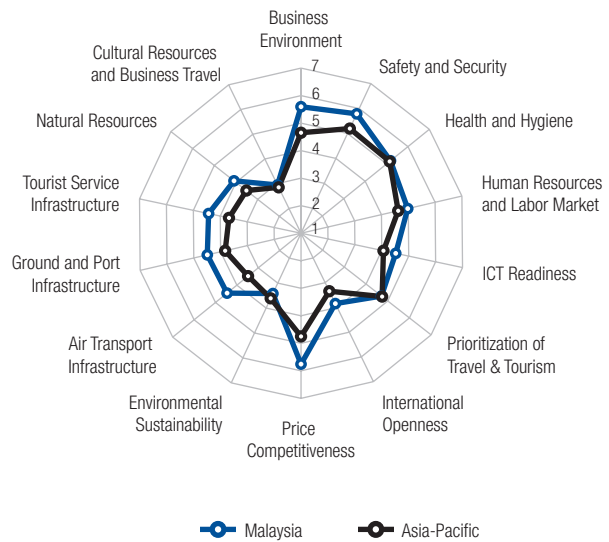 Business
Environment
Safety and Security
Health and Hygiene
Human Resources
and Labor Market
ICT Readiness
Prioritization of
Travel & Tourism
International
Openness
Price
Competitiveness
Environmental
Sustainability
Air Transport
Infrastructure
Ground and Port
Infrastructure
Tourist Service
Infrastructure
Natural Resources
Cultural Resources
and Business Travel
7
6
5
4
3
2
1
Malaysia
Asia-Pacific